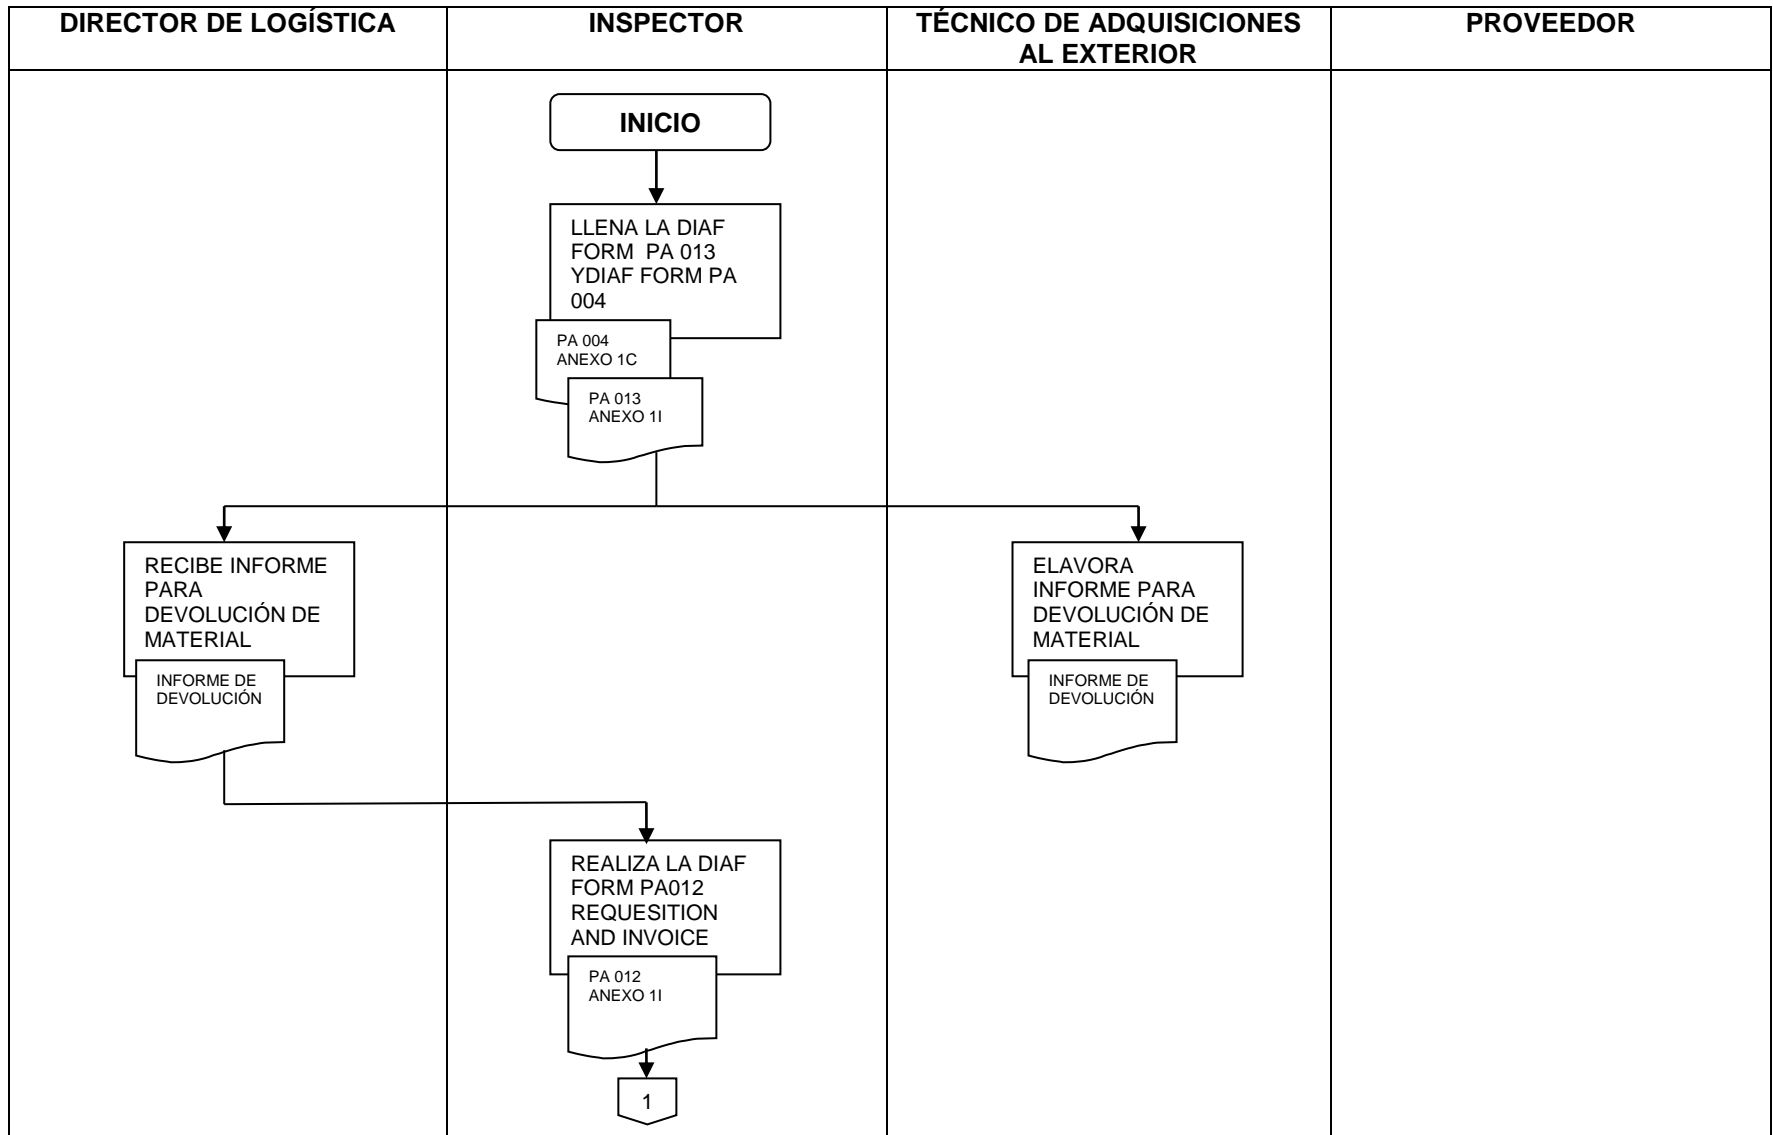 DIRECTOR DE LOGÍSTICA
INSPECTOR
TÉCNICO DE ADQUISICIONES
AL EXTERIOR
PROVEEDOR
INICIO
LLENA LA DIAF
FORM PA 013
YDIAF FORM PA
004
PA 004
ANEXO 1C
PA 013
ANEXO 1I
RECIBE INFORME
PARA
DEVOLUCIÓN DE
MATERIAL
INFORME DE
DEVOLUCIÓN
ELAVORA
INFORME PARA
DEVOLUCIÓN DE
MATERIAL
INFORME DE
DEVOLUCIÓN
REALIZA LA DIAF
FORM PA012
REQUESITION
AND INVOICE
PA 012
ANEXO 1I
1